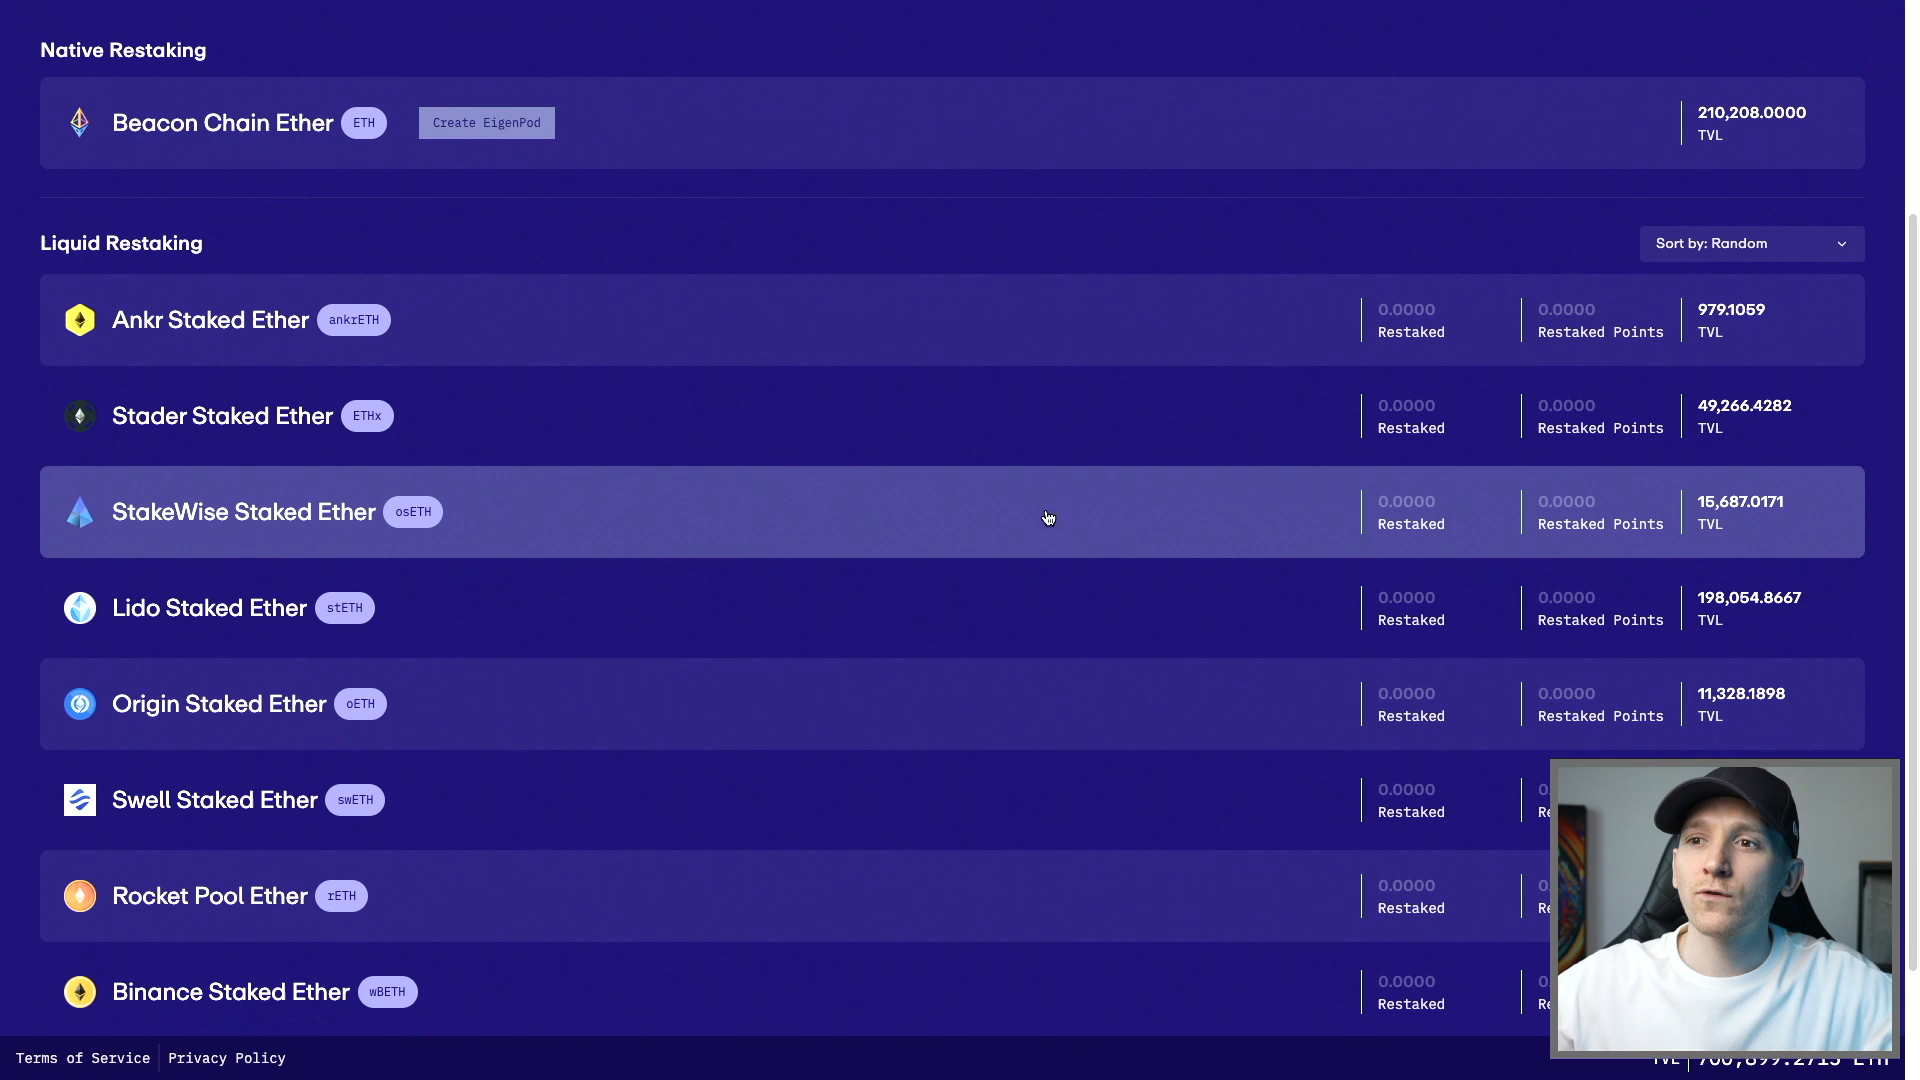 Native Restaking
Beacon Chain Ether ETH Create EigenPod 210,208.0000
TVL
Liquid Restaking Sort by: Random
Ankr Staked Ether ankrETH 0.0000 0.0000 979.1059
Restaked Restaked Points TVL
Stader Staked Ether ETHx 0.0000 0.0000 49,266.4282
Restaked Restaked Points TVL
StakeWise Staked Ether osETH 0.0000 0.0000 15,687.0171
Restaked Restaked Points TVL
Lido Staked Ether stETH 0.0000 0.0000 198,054.8667
Restaked Restaked Points TVL
Origin Staked Ether oETH 0.0000 0.0000 11,328.1898
Restaked Restaked Points TVL
Swell Staked Ether swETH 0.0000
Restaked
Rocket Pool Ether rETH 0.0000
Restaked
Binance Staked Ether wBETH 0.0000
Restaked
Terms of Service Privacy Policy TVL ETH